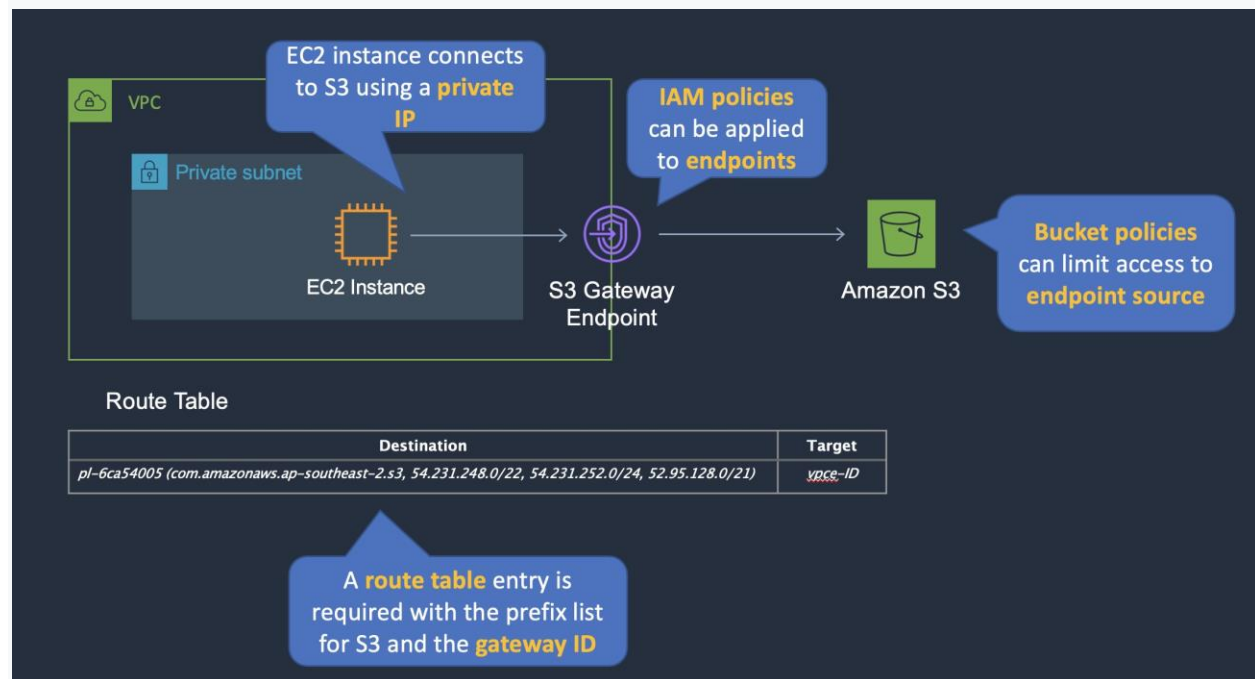 EC2 instance connects
to S3 using a private
IP
VPC
IAM policies
can be applied
to endpoints
Private subnet
EC2 Instance
S3 Gateway
Endpoint
Amazon S3
Bucket policies
can limit access to
endpoint source
Route Table
Destination Target
pl-6ca54005 (com.amazonaws.ap-southeast-2.s3, 54.231.248.0/22, 54.231.252.0/24, 52.95.128.0/21) vpce-ID
A route table entry is
required with the prefix list
for S3 and the gateway ID